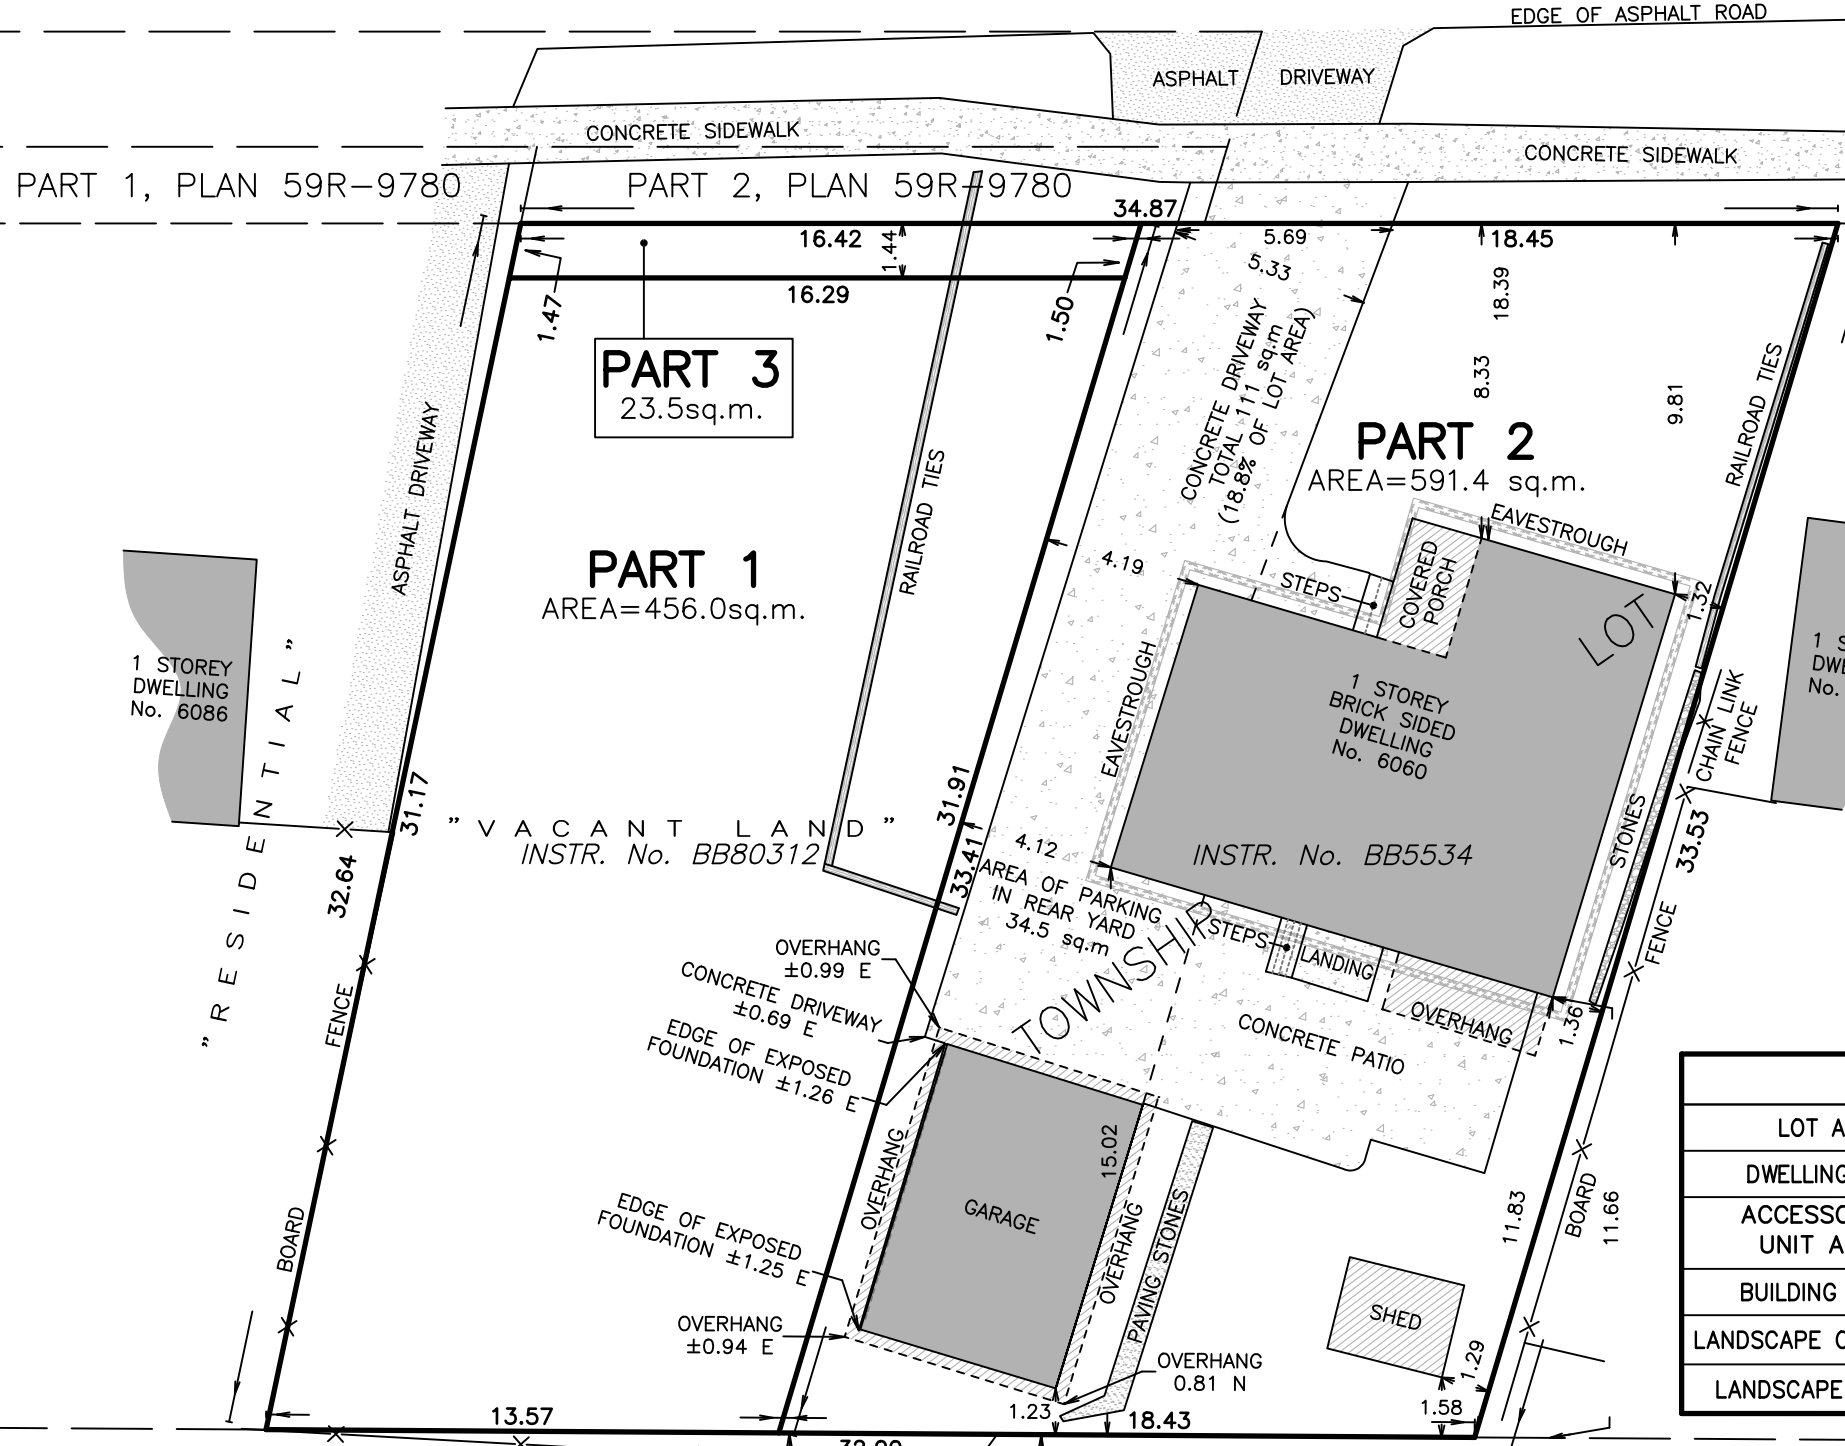 EDGE OF ASPHALT ROAD
ASPHALT DRIVEWAY
CONCRETE SIDEWALK
CONCRETE SIDEWALK
PART 1, PLAN 59R-9780
PART 2, PLAN 59R-9780
34.87
16.42
1.44
5.69
18.45
5.33
16.29
1.47
1.50
18.39
8.33
9.81
PART 3
23.5sq.m.
CONCRETE DRIVEWAY
TOTAL 111 sq.m
(18.8% OF LOT AREA)
RAILROAD TIES
PART 2
AREA=591.4 sq.m.
ASPHALT DRIVEWAY
RAILROAD TIES
EAVESTROUGH
PART 1
AREA=456.0sq.m.
4.19
STEPS
COVERED
PORCH
1.32
LOT
1 STOREY
DWELLING
No. 6086
"RESIDENTIAL"
EAVESTROUGH
1 STOREY
BRICK SIDED
DWELLING
No. 6060
CHAIN LINK
FENCE
1 S
DWE
No.
31.17
31.91
"VACANT LAND"
INSTR. No. BB80312
32.64
33.41
4.12
INSTR. No. BB5534
STONES
33.53
AREA OF PARKING
IN REAR YARD
34.5 sq.m
TOWNSHIP
STEPS
LANDING
FENCE
OVERHANG
±0.99 E
CONCRETE DRIVEWAY
±0.69 E
EDGE OF EXPOSED
FOUNDATION ±1.26 E
FENCE
OVERHANG
1.36
CONCRETE PATIO
OVERHANG
15.02
GARAGE
OVERHANG
PAVING STONES
EDGE OF EXPOSED
FOUNDATION ±1.25 E
BOARD
11.83
BOARD
11.66
SHED
OVERHANG
±0.94 E
OVERHANG
0.81 N
1.29
13.57
1.23
18.43
1.58
LOT A
DWELLING
ACCESSO
UNIT A
BUILDING
LANDSCAPE O
LANDSCAPE